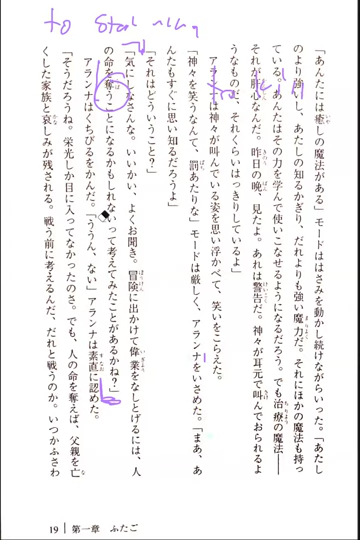 to steal
「あんたには癒しの魔法がある」モードははさみを動かし続けながらいった。「あたし
のより強いし、あたしの知るかぎり、だれよりも強い魔力だ。それにほかの魔法も持っ
ている。あんたはその力を学んで使いこなせるようになるだろう。でも治療の魔法――
それが肝心なんだ。昨日の晩、見たよ。あれは警告だ。神々が耳元で叫んでおられるよ
うなものだ、それくらいはっきりしているよ」
アランナは神々が叫んでいる姿を思い浮かべて、笑いをこらえた。
「神々を笑うなんて、罰あたりな」モードは厳しく、アランナをいさめた。「まあ、あ
んたもすぐに思い知るだろうよ」
「それはどういうこと?」
「気にしなさんな。いいかい、よくお聞き。冒険に出かけて偉業をなしとげるには、人
の命を奪うことになるかもしれないって考えてみたことがあるかね?」
アランナはくちびるをかんだ。「ううん、ない」アランナは素直に認めた。
「そうだろうね。栄光しか目に入ってなかったのさ。でも、人の命を奪えば、父親を亡
くした家族と哀しみが残される。戦う前に考えるんだ、だれと戦うのか。いつかふさわ
19 | 第一章 ふたご